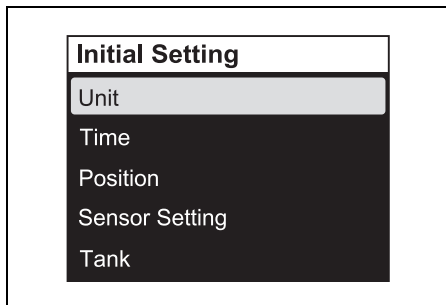 Initial Setting
Unit
Time
Position
Sensor Setting
Tank